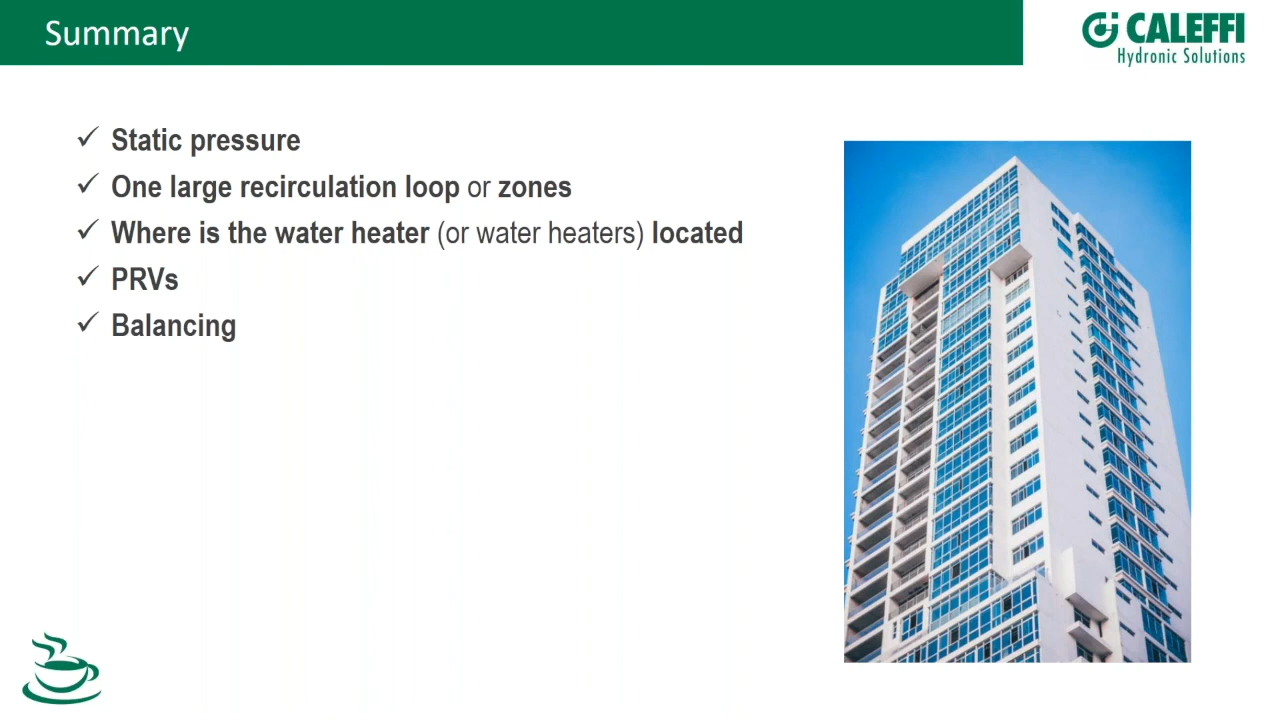 Summary
CALEFFI
Hydronic Solutions
✓ Static pressure
✓ One large recirculation loop or zones
✓ Where is the water heater (or water heaters) located
✓ PRVs
✓ Balancing